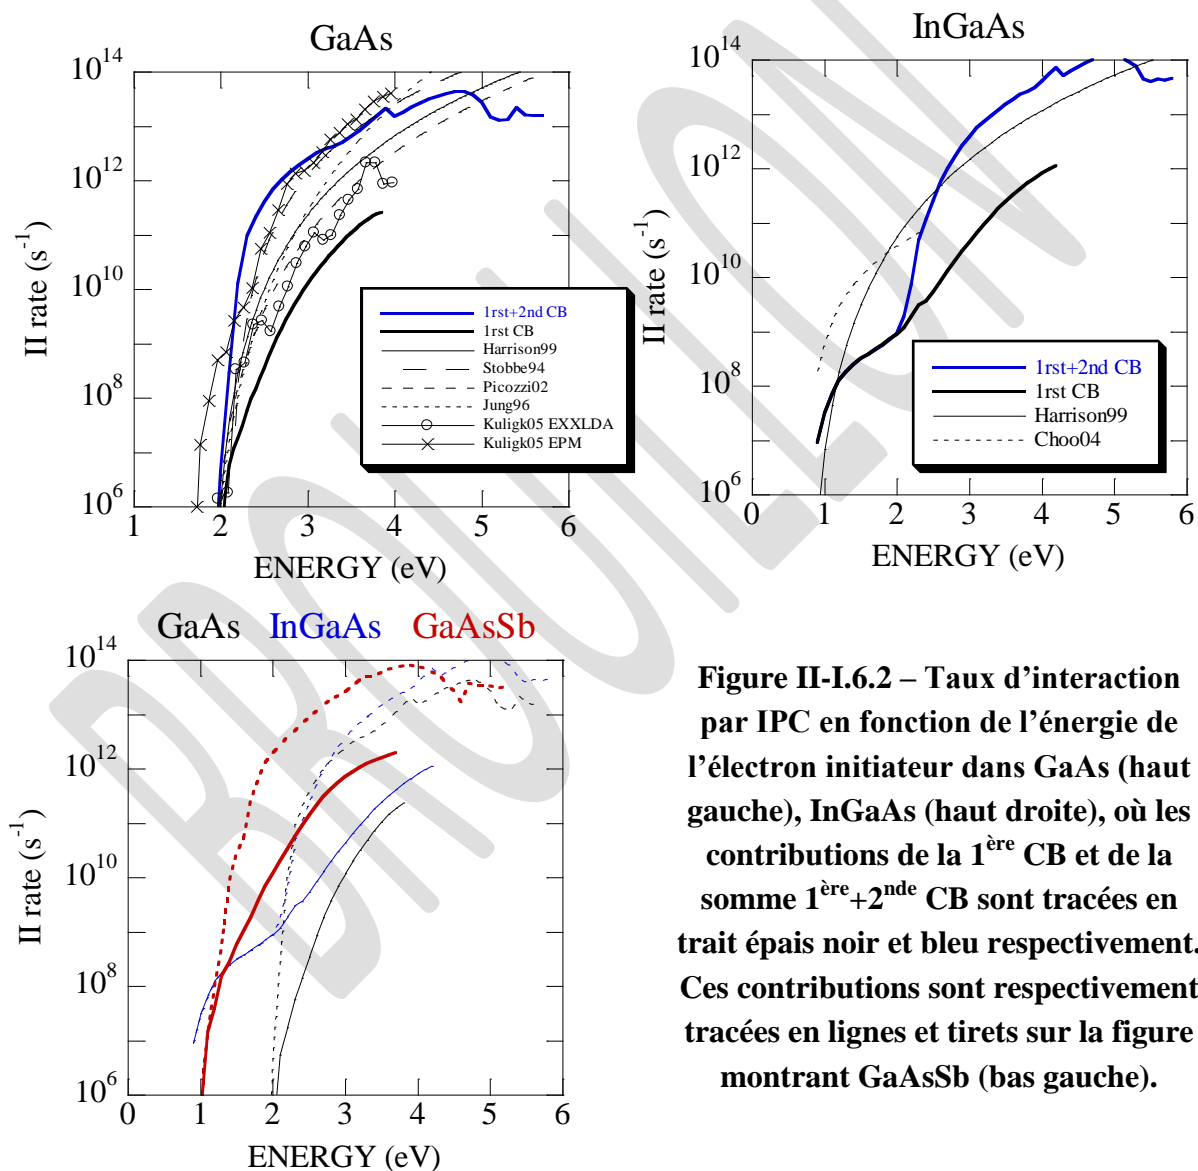 GaAs
10^14
10^12
10^10
10^8
10^6
II rate (s^-1)
1rst+2nd CB
1rst CB
Harrison99
Stobbe94
Picozzi02
Jung96
Kuligk05 EXXLDA
Kuligk05 EPM
1 2 3 4 5 6
ENERGY (eV)
InGaAs
10^14
10^12
10^10
10^8
10^6
II rate (s^-1)
1rst+2nd CB
1rst CB
Harrison99
Choo04
0 1 2 3 4 5 6
ENERGY (eV)
GaAs InGaAs GaAsSb
10^14
10^12
10^10
10^8
10^6
II rate (s^-1)
0 1 2 3 4 5 6
ENERGY (eV)
Figure II-I.6.2 – Taux d’interaction
par IPC en fonction de l’énergie de
l’électron initiateur dans GaAs (haut
gauche), InGaAs (haut droite), où les
contributions de la 1ère CB et de la
somme 1ère+2nde CB sont tracées en
trait épais noir et bleu respectivement.
Ces contributions sont respectivement
tracées en lignes et tirets sur la figure
montrant GaAsSb (bas gauche).
BROUILLON